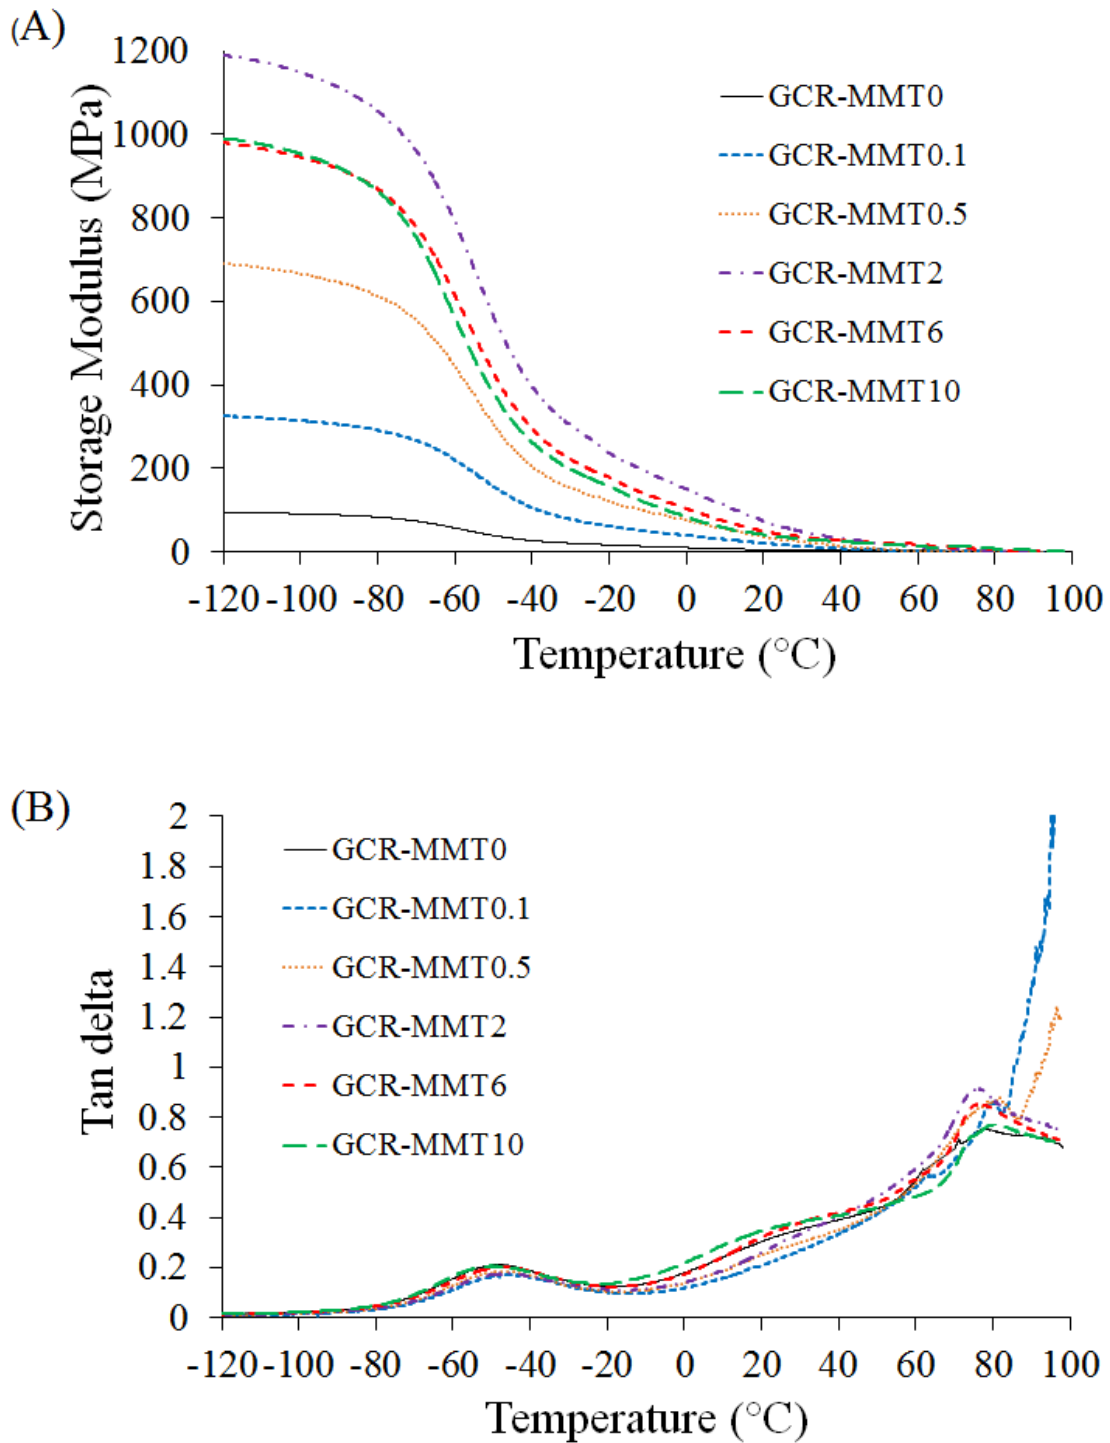 (A)
Storage Modulus (MPa)
1200
1000
800
600
400
200
0
-120 -100 -80 -60 -40 -20 0 20 40 60 80 100
Temperature (°C)
GCR-MMT0
GCR-MMT0.1
GCR-MMT0.5
GCR-MMT2
GCR-MMT6
GCR-MMT10
(B)
Tan delta
2
1.8
1.6
1.4
1.2
1
0.8
0.6
0.4
0.2
0
-120 -100 -80 -60 -40 -20 0 20 40 60 80 100
Temperature (°C)
GCR-MMT0
GCR-MMT0.1
GCR-MMT0.5
GCR-MMT2
GCR-MMT6
GCR-MMT10